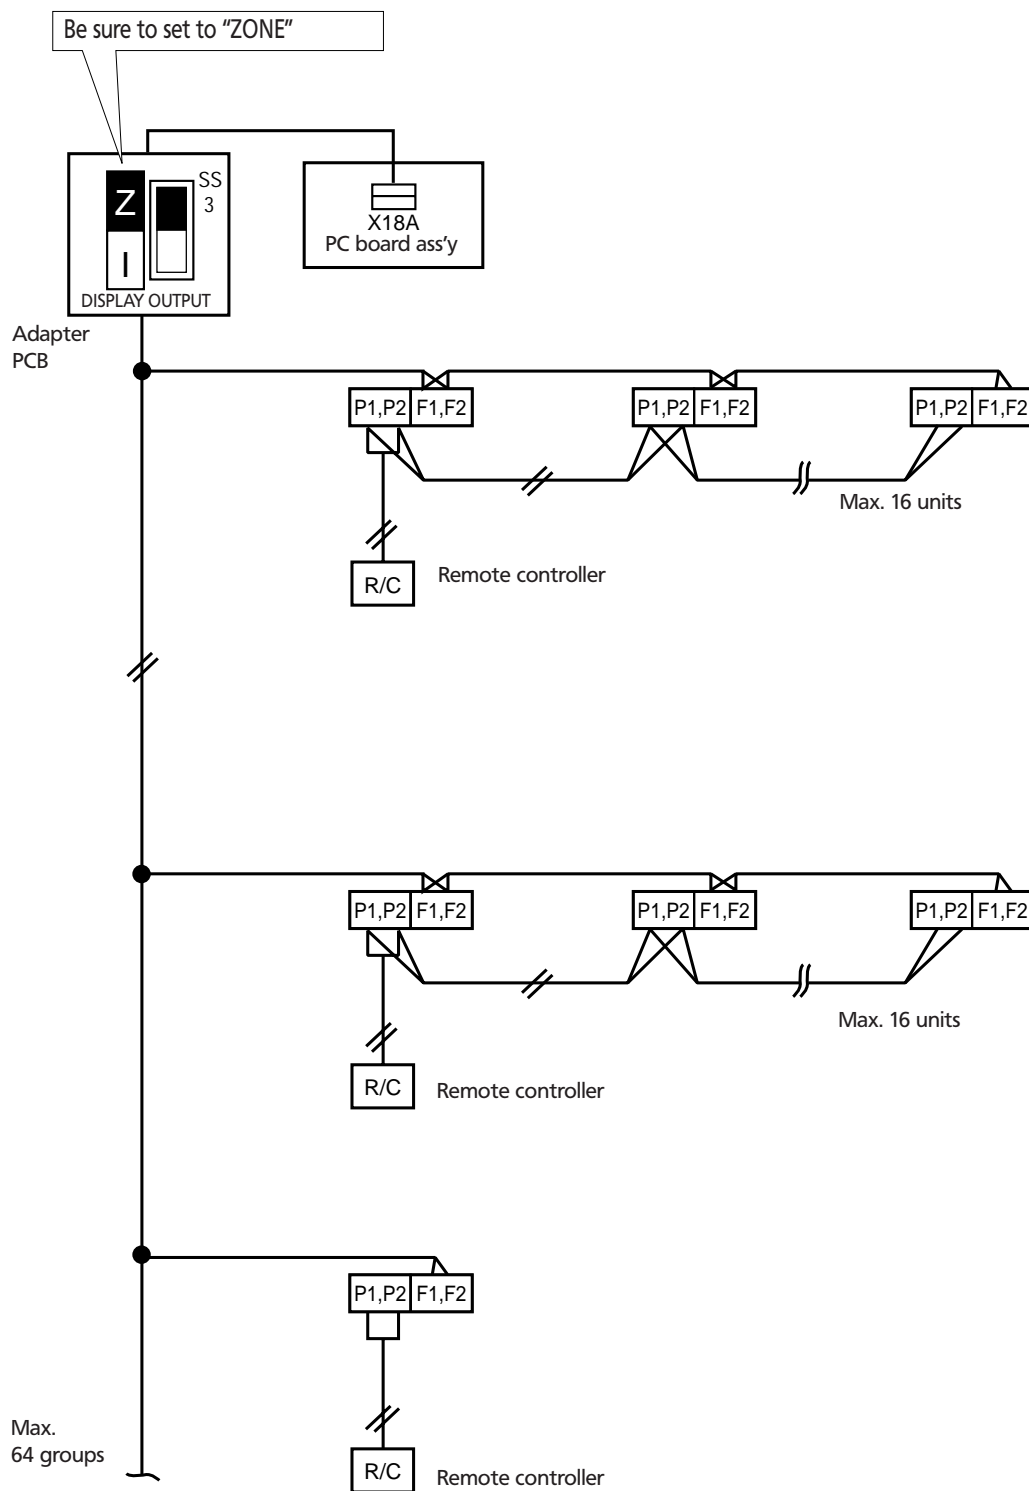 Be sure to set to “ZONE”
Z
I
SS
3
DISPLAY OUTPUT
X18A
PC board ass’y
Adapter
PCB
P1,P2 F1,F2
P1,P2 F1,F2
P1,P2 F1,F2
Max. 16 units
R/C
Remote controller
P1,P2 F1,F2
P1,P2 F1,F2
P1,P2 F1,F2
Max. 16 units
R/C
Remote controller
P1,P2 F1,F2
Max.
64 groups
R/C
Remote controller